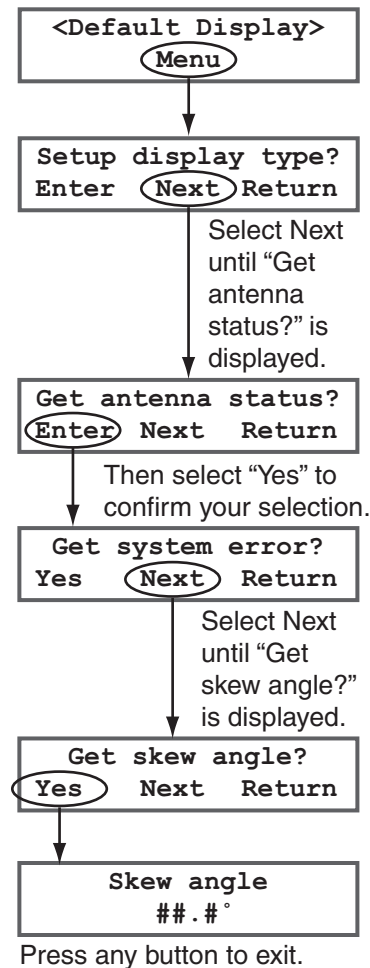 <Default Display>
Menu
Setup display type?
Enter Next Return
Select Next
until “Get
antenna
status?” is
displayed.
Get antenna status?
Enter Next Return
Then select “Yes” to
confirm your selection.
Get system error?
Yes Next Return
Select Next
until “Get
skew angle?”
is displayed.
Get skew angle?
Yes Next Return
Skew angle
##.#°
Press any button to exit.